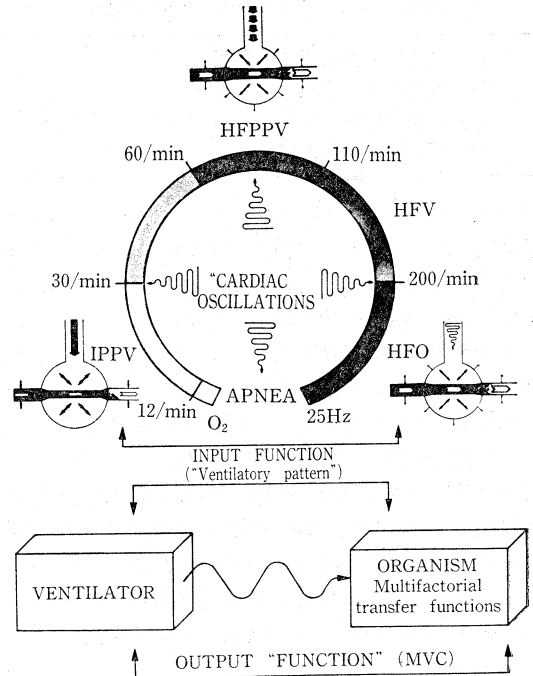 HFPPV
60/min
110/min
HFV
30/min
"CARDIAC
OSCILLATIONS
200/min
IPPV
HFO
12/min
O₂
APNEA
25Hz
INPUT FUNCTION
("Ventilatory pattern")
VENTILATOR
ORGANISM
Multifactorial
transfer functions
OUTPUT "FUNCTION" (MVC)